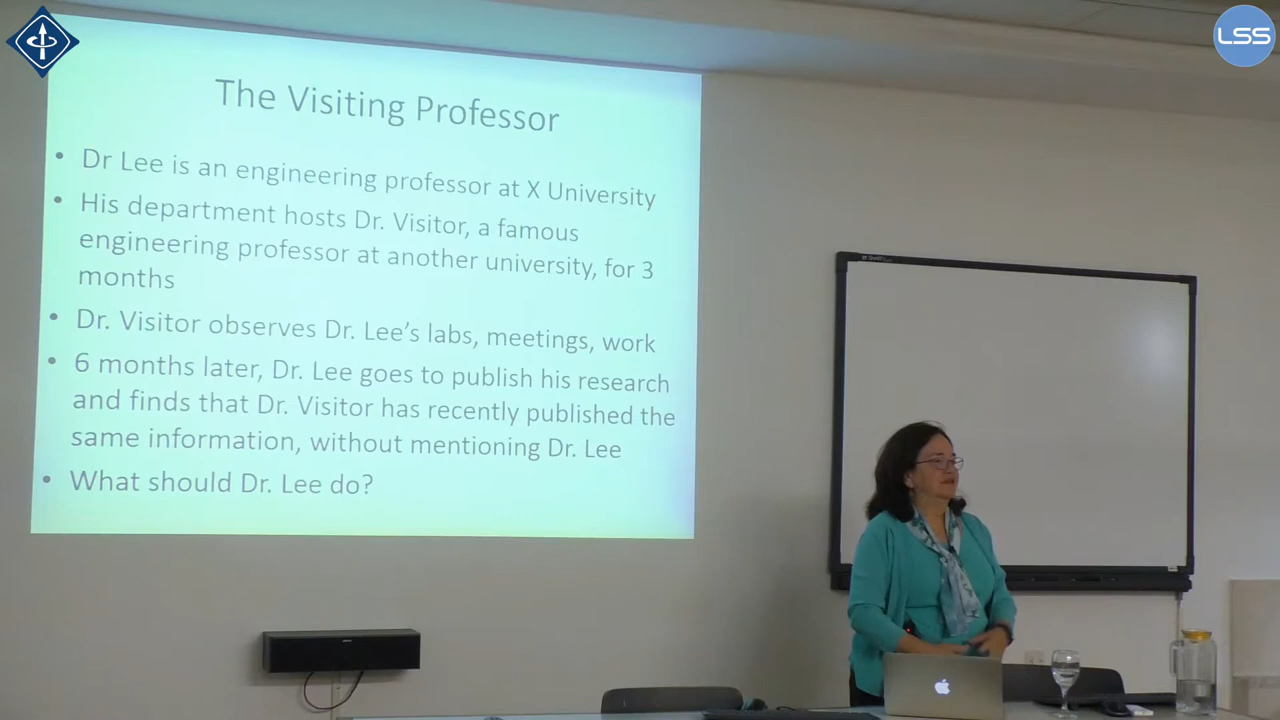 LSS
The Visiting Professor
• Dr Lee is an engineering professor at X University
• His department hosts Dr. Visitor, a famous
engineering professor at another university, for 3
months
• Dr. Visitor observes Dr. Lee’s labs, meetings, work
• 6 months later, Dr. Lee goes to publish his research
and finds that Dr. Visitor has recently published the
same information, without mentioning Dr. Lee
• What should Dr. Lee do?